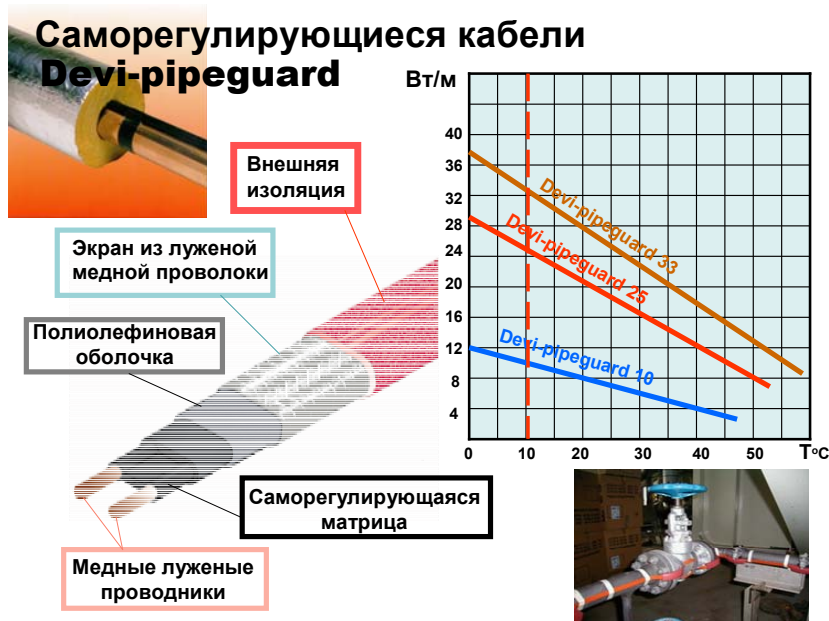 Саморегулирующиеся кабели
Devi-pipeguard
Вт/м
Внешняя
изоляция
Экран из луженой
медной проволоки
Полиолефиновая
оболочка
Саморегулирующаяся
матрица
Медные луженые
проводники
40
36
32
28
24
20
16
12
8
4
Devi-pipeguard 33
Devi-pipeguard 25
Devi-pipeguard 10
0 10 20 30 40 50 T°C